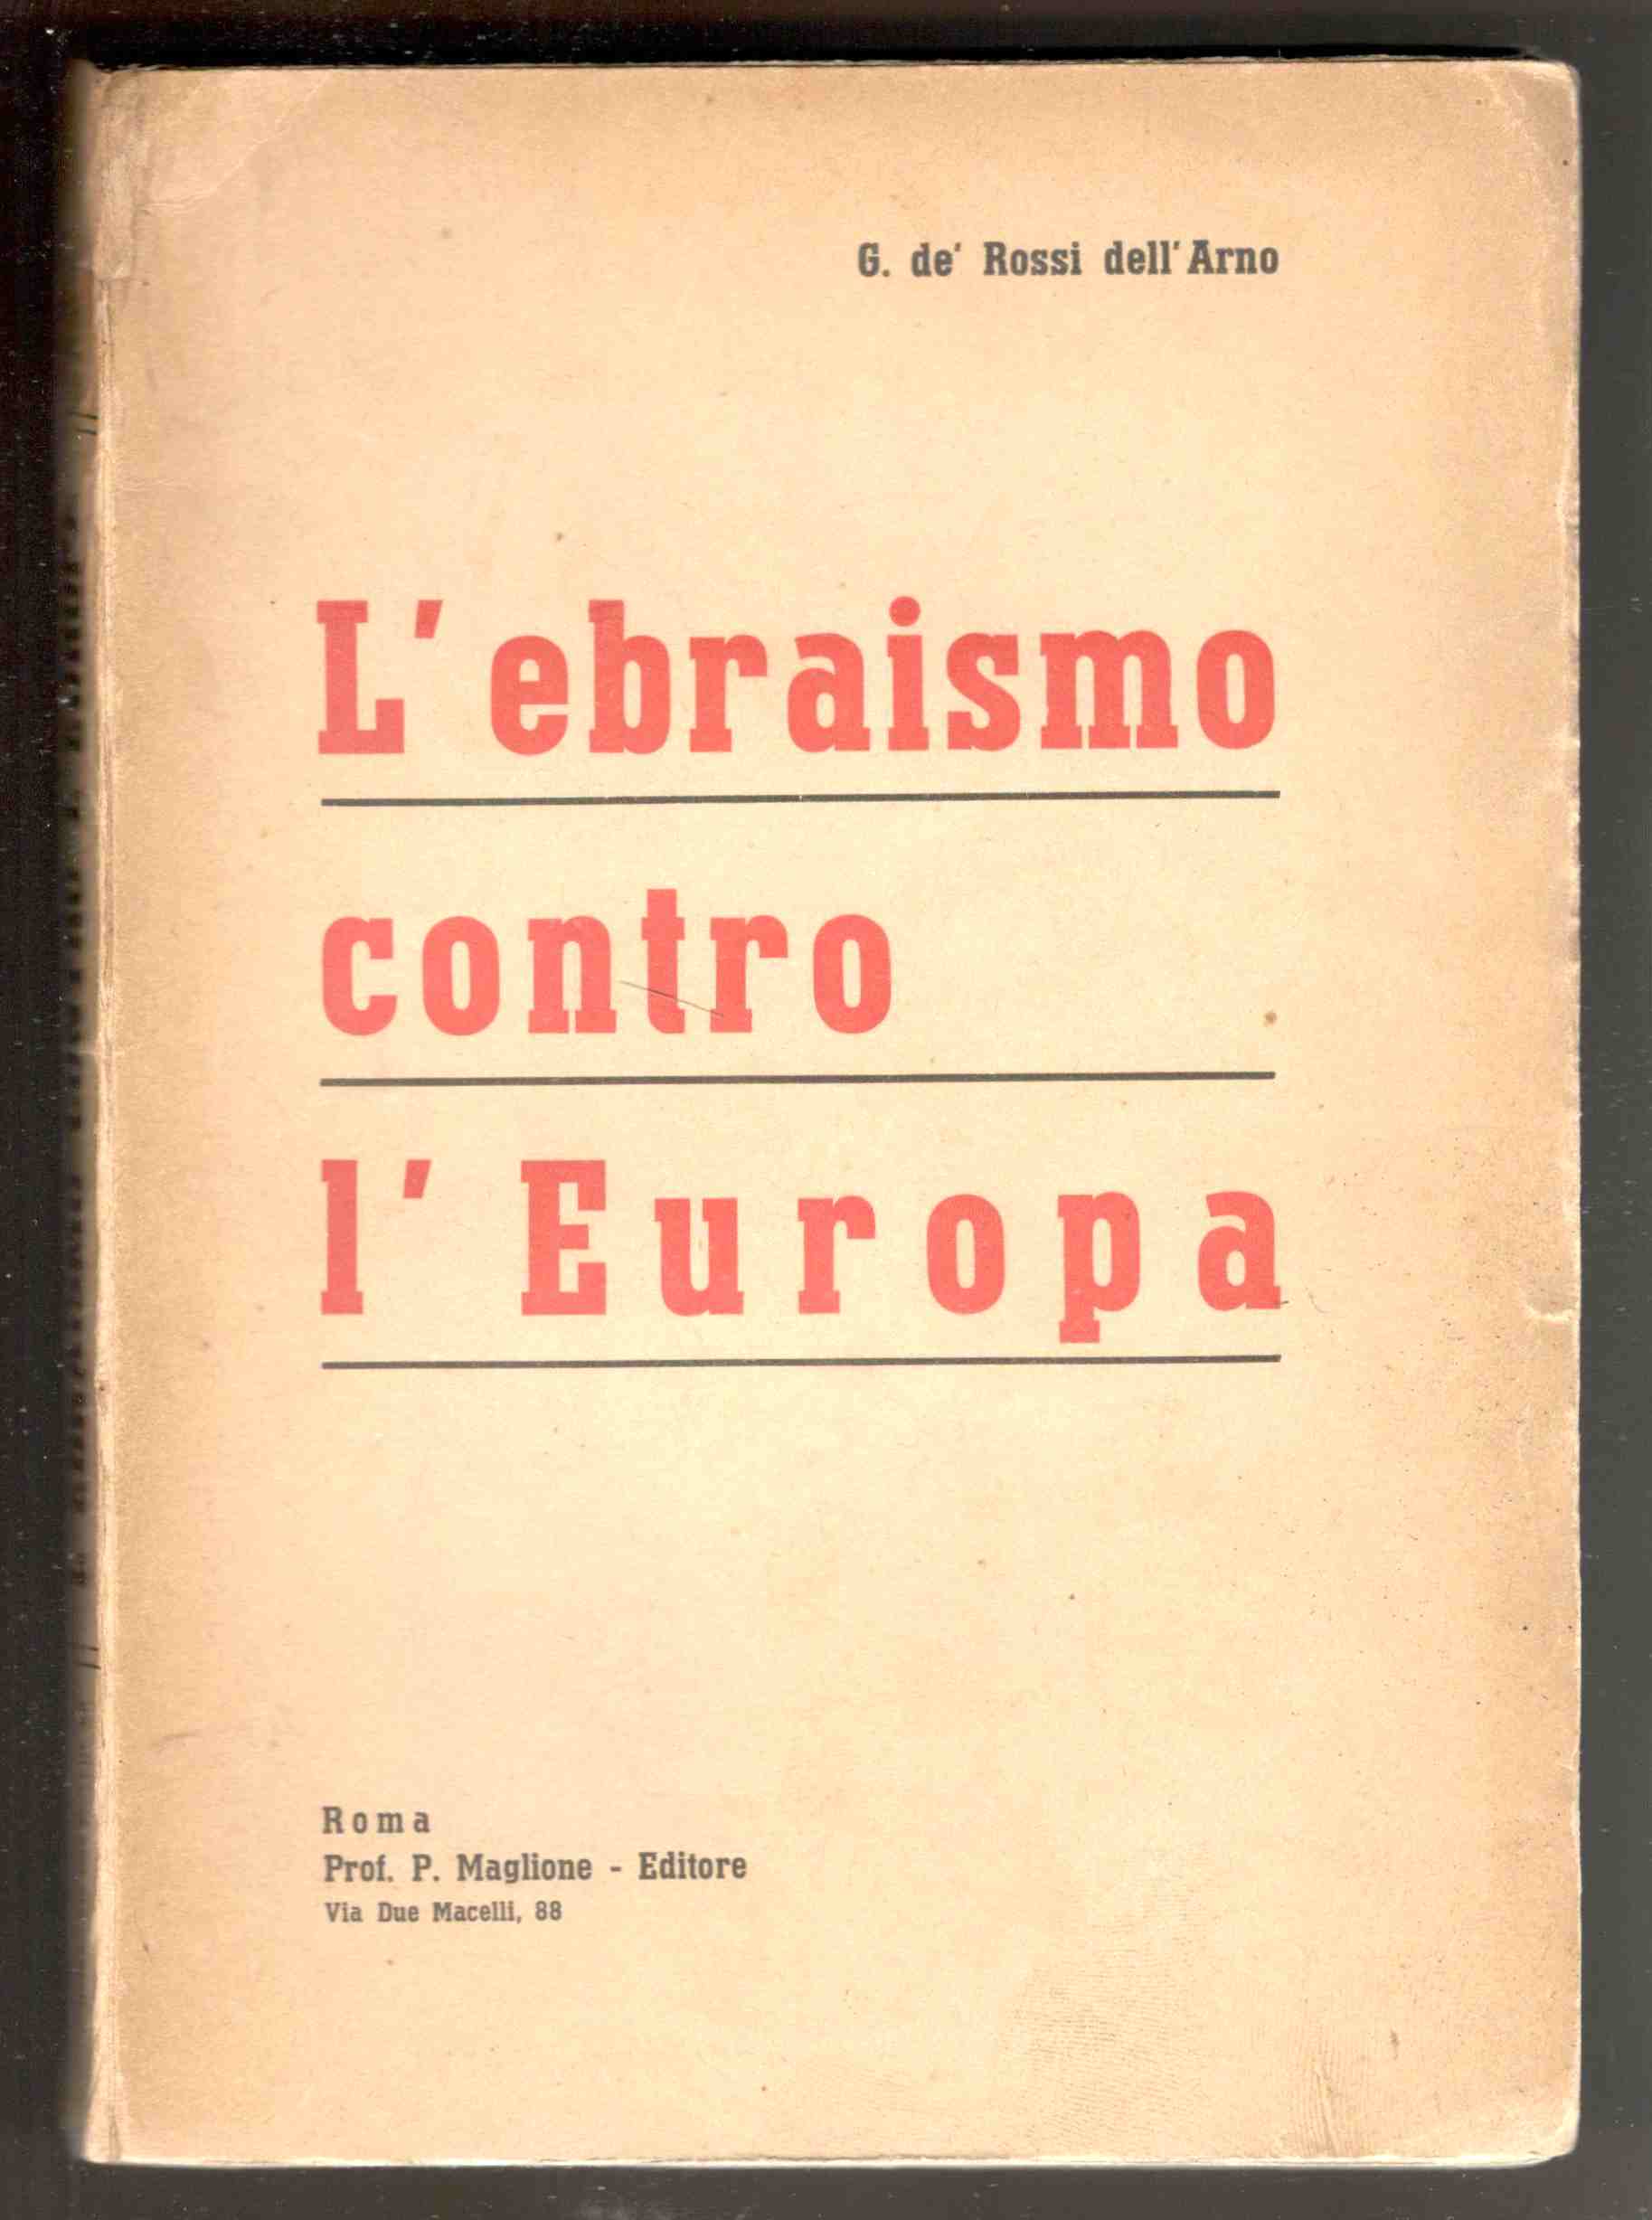 G. de' Rossi dell'Arno
L'ebraismo
contro
l'Europa
Roma
Prof. P. Maglione - Editore
Via Due Macelli, 88